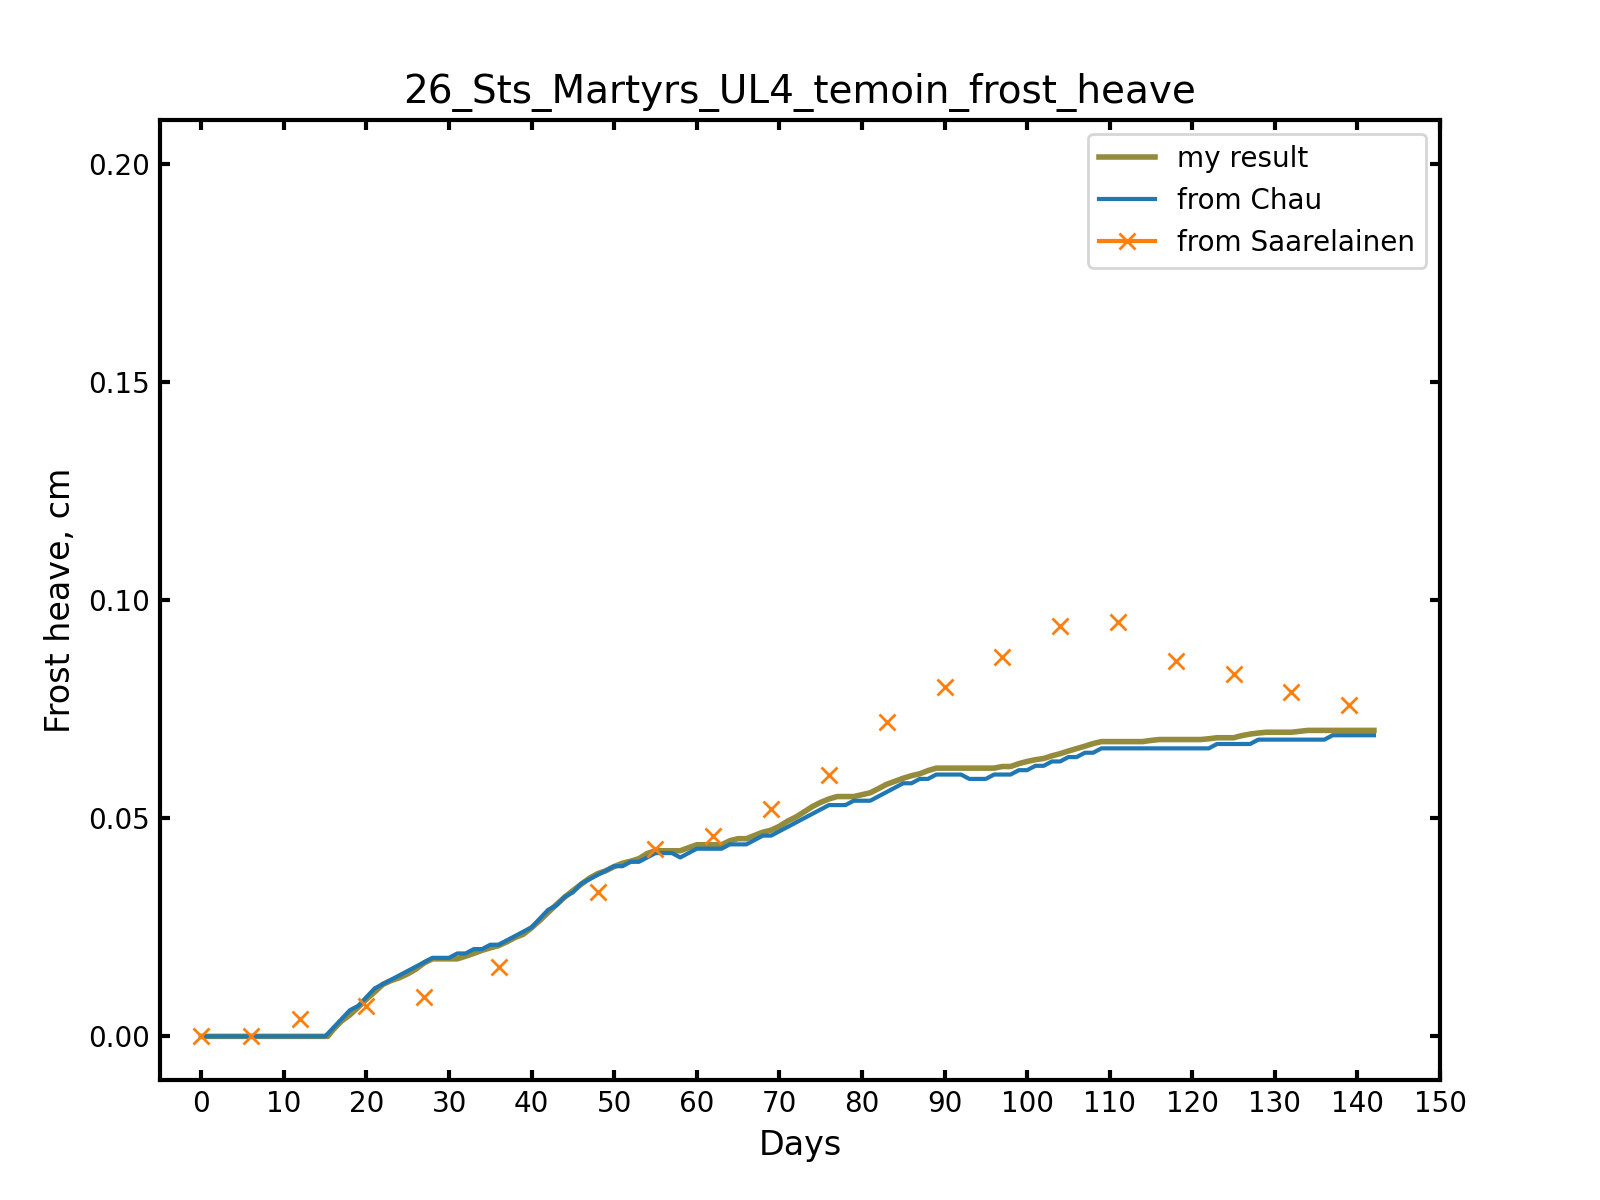 26_Sts_Martyrs_UL4_temoin_frost_heave
my result
from Chau
from Saarelainen
Frost heave, cm
0.20
0.15
0.10
0.05
0.00
0 10 20 30 40 50 60 70 80 90 100 110 120 130 140 150
Days